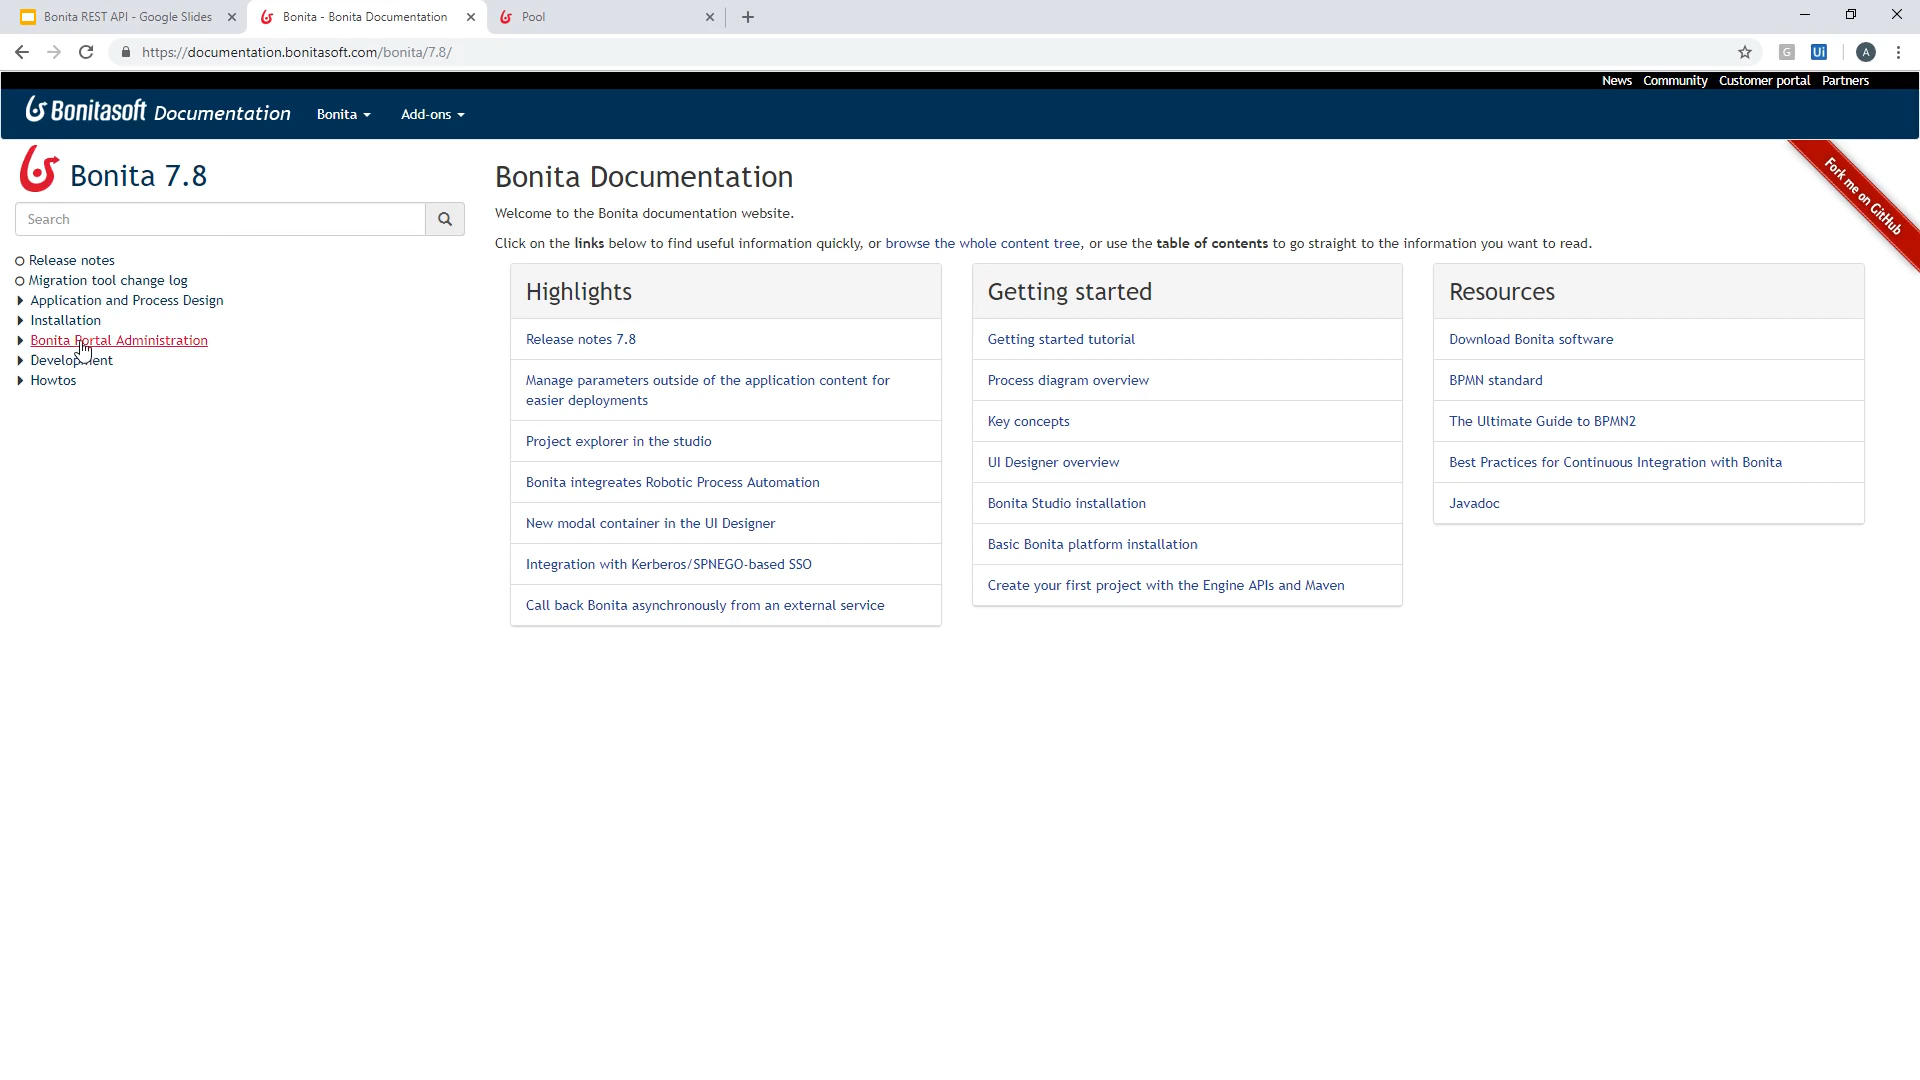 Bonita REST API - Google Slides
Bonita - Bonita Documentation
Pool
https://documentation.bonitasoft.com/bonita/7.8/
G
Ui
A
News Community Customer portal Partners
Bonitasoft Documentation Bonita Add-ons
Fork me on GitHub
Bonita 7.8
Search
Release notes
Migration tool change log
Application and Process Design
Installation
Bonita Portal Administration
Development
Howtos
Bonita Documentation
Welcome to the Bonita documentation website.
Click on the links below to find useful information quickly, or browse the whole content tree, or use the table of contents to go straight to the information you want to read.
Highlights
Release notes 7.8
Manage parameters outside of the application content for
easier deployments
Project explorer in the studio
Bonita integreates Robotic Process Automation
New modal container in the UI Designer
Integration with Kerberos/SPNEGO-based SSO
Call back Bonita asynchronously from an external service
Getting started
Getting started tutorial
Process diagram overview
Key concepts
UI Designer overview
Bonita Studio installation
Basic Bonita platform installation
Create your first project with the Engine APIs and Maven
Resources
Download Bonita software
BPMN standard
The Ultimate Guide to BPMN2
Best Practices for Continuous Integration with Bonita
Javadoc